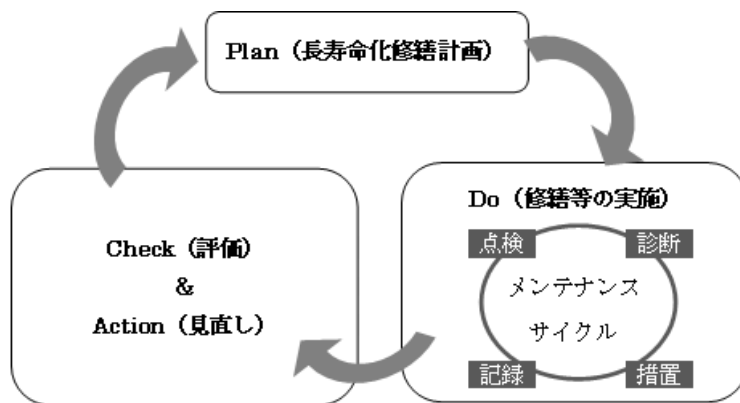 Plan（長寿命化修繕計画）
Do（修繕等の実施）
点検
診断
メンテナンス
サイクル
記録
措置
Check（評価）
&
Action（見直し）